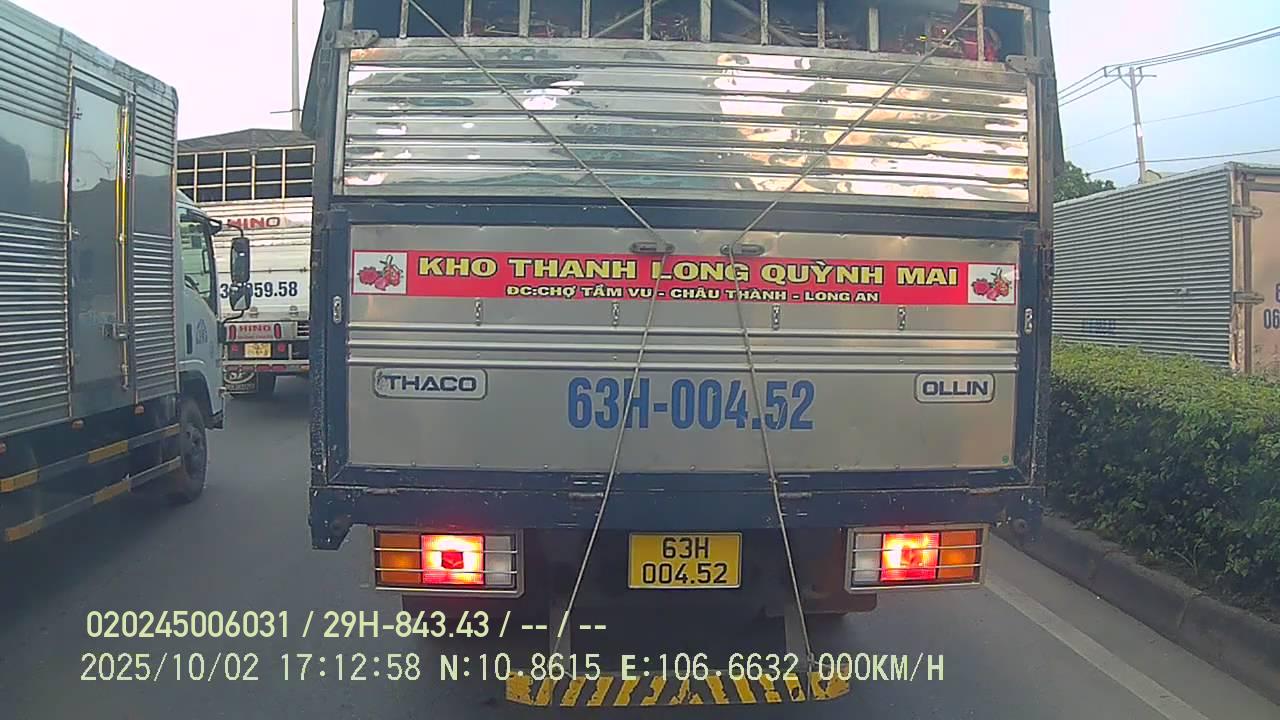 HINO
59.58
HINO
KHO THANH LONG QUỲNH MAI
ĐC:CHỢ TẦM VU - CHÂU THÀNH - LONG AN
THACO
OLLIN
63H-004.52
63H
004.52
06
020245006031 / 29H-843.43 / -- / --
2025/10/02 17:12:58 N:10.8615 E:106.6632 000KM/H